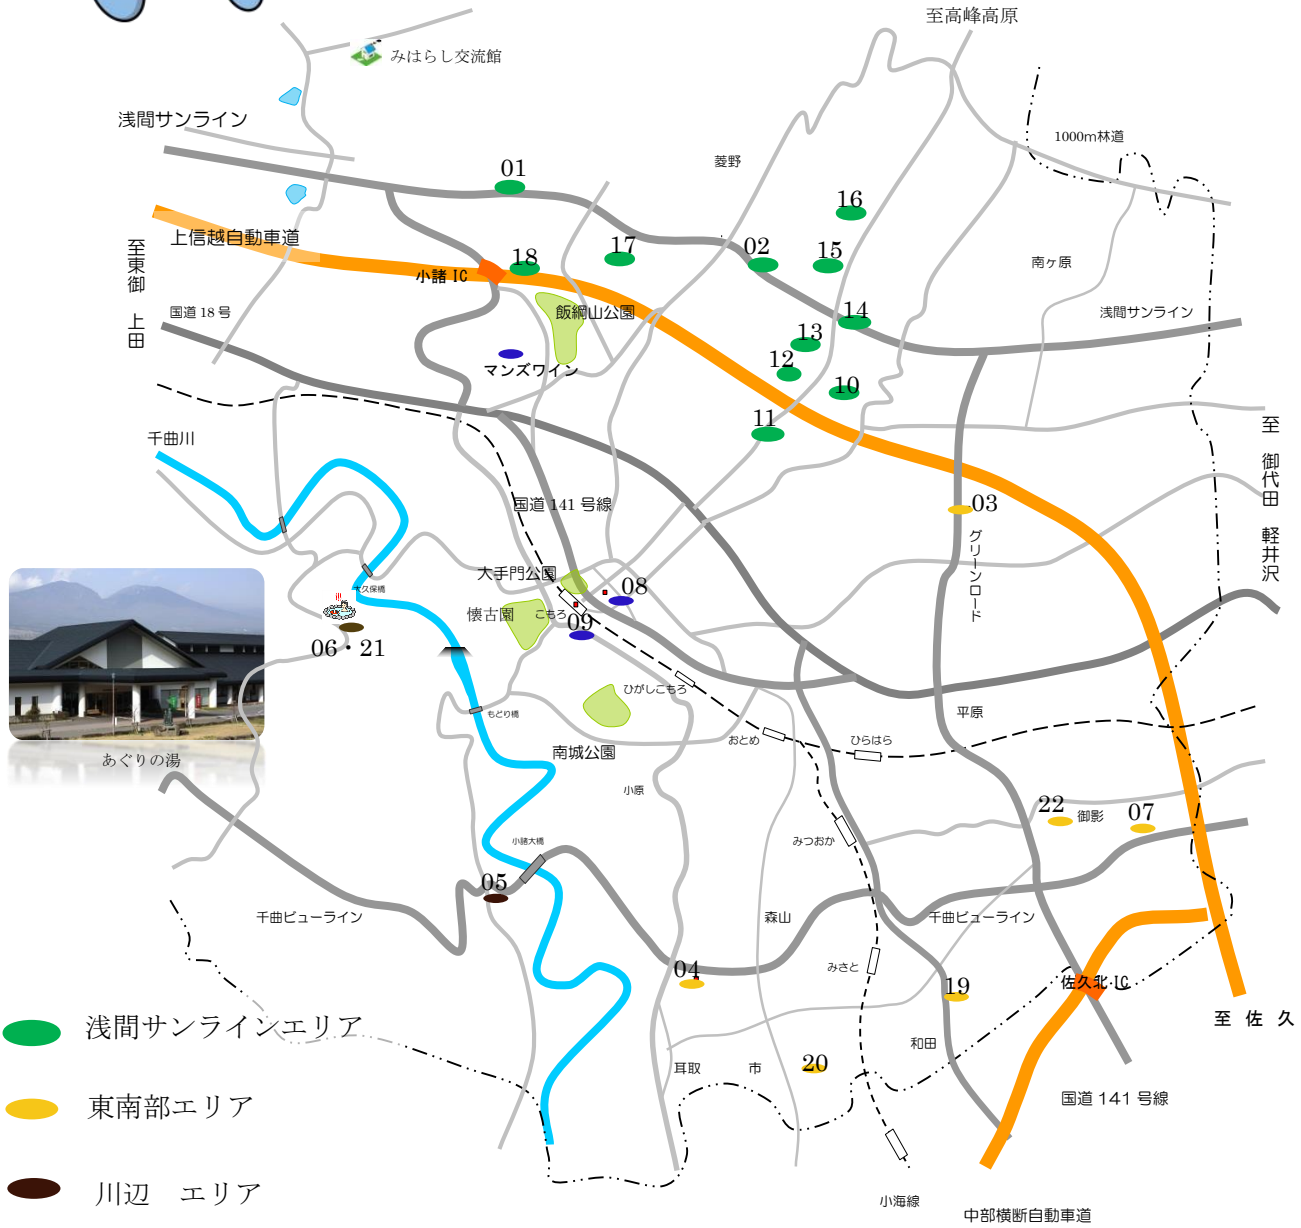 至高峰高原
みはらし交流館
浅間サンライン
1000m林道
菱野
01
16
上信越自動車道
至東御 上田
17
02
15
18
小諸 IC
南ヶ原
国道 18 号
飯綱山公園
14
浅間サンライン
13
マンズワイン
12
10
11
至 御代田 軽井沢
千曲川
国道 141 号線
03
グリーンロード
大手門公園
大久保橋
08
懐古園
こもろ
09
06・21
ひがしこもろ
もどり橋
平原
おとめ
ひらはら
南城公園
あぐりの湯
小原
22
御影
07
みつおか
小諸大橋
05
千曲ビューライン
森山
千曲ビューライン
みさと
04
19
佐久北 IC
至 佐 久
浅間サンラインエリア
和田
耳取
市
20
国道 141 号線
東南部エリア
川辺 エリア
小海線
中部横断自動車道